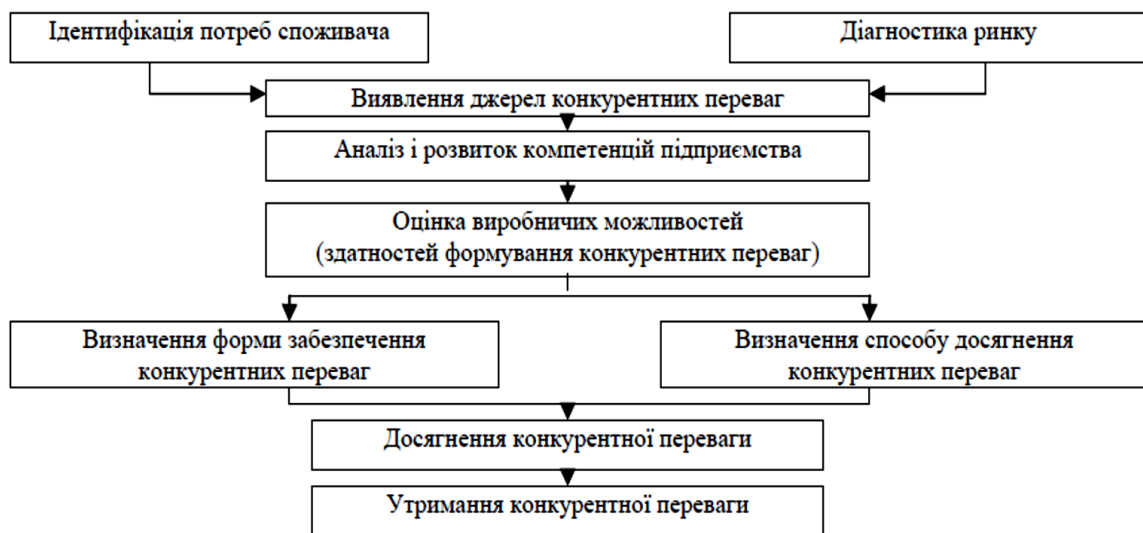 Ідентифікація потреб споживача
Діагностика ринку
Виявлення джерел конкурентних переваг
Аналіз і розвиток компетенцій підприємства
Оцінка виробничих можливостей
(здатностей формування конкурентних переваг)
Визначення форми забезпечення
конкурентних переваг
Визначення способу досягнення
конкурентних переваг
Досягнення конкурентної переваги
Утримання конкурентної переваги